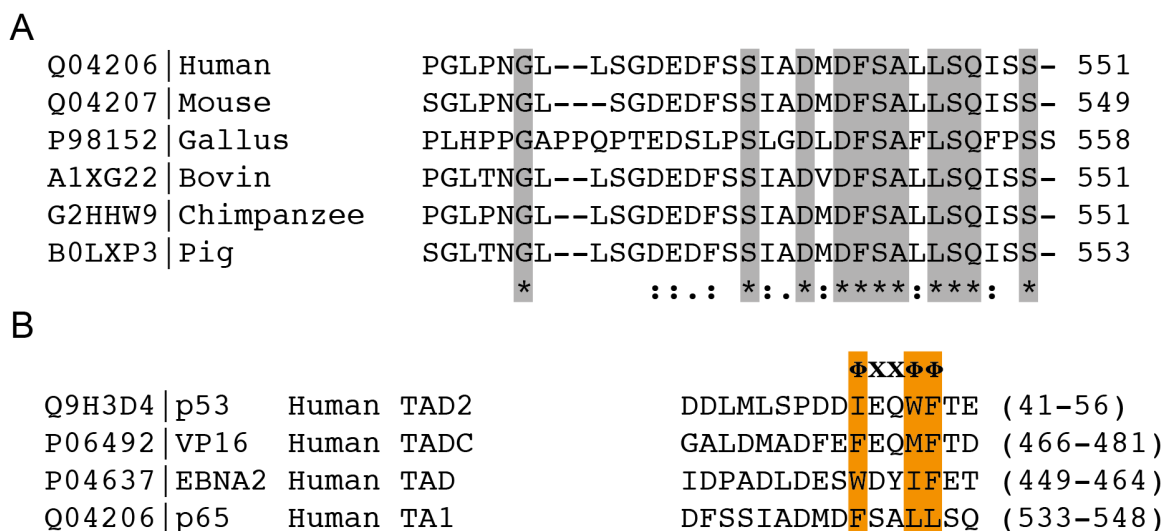 A
Q04206|Human PGLPNGL--LSGDEDFSSIADMDFSALLSQISS- 551
Q04207|Mouse SGLPNGL---SGDEDFSSIADMDFSALLSQISS- 549
P98152|Gallus PLHPPGAPPQPTEDSLPSLGDLDFSAFLSQFPSS 558
A1XG22|Bovin PGLTNGL--LSGDEDFSSIADVDFSALLSQISS- 551
G2HHW9|Chimpanzee PGLPNGL--LSGDEDFSSIADMDFSALLSQISS- 551
B0LXP3|Pig SGLTNGL--LSGDEDFSSIADMDFSALLSQISS- 553
* ::.: *:.*:****:***: *
B
ΦXXΦΦ
Q9H3D4|p53 Human TAD2 DDLMLSPDDIEQWFTE (41-56)
P06492|VP16 Human TADC GALDMADFEFEQMFTD (466-481)
P04637|EBNA2 Human TAD IDPADLDESWDYIFET (449-464)
Q04206|p65 Human TA1 DFSSIADMDFSALLSQ (533-548)